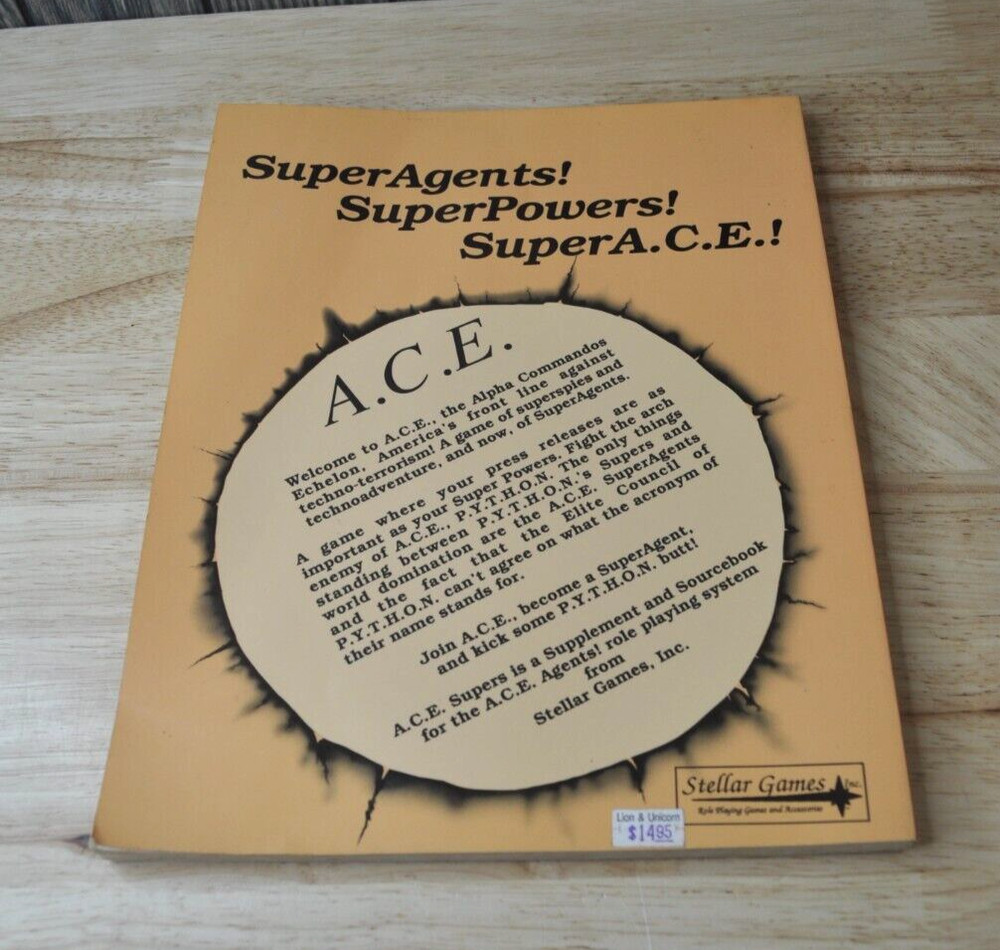 SuperAgents!
SuperPowers!
SuperA.C.E.!
A.C.E.
Welcome to A.C.E., the Alpha Commandos
Echelon, America's front line against
techno-terrorism! A game of superspies and
technoadventure, and now, of SuperAgents.
A game where your press releases are as
important as your Super Powers. Fight the arch
enemy of A.C.E., P.Y.T.H.O.N. The only things
standing between P.Y.T.H.O.N.'s Supers and
world domination are the A.C.E. SuperAgents
and the fact that the Elite Council of
P.Y.T.H.O.N. can't agree on what the acronym of
their name stands for.
Join A.C.E., become a SuperAgent,
and kick some P.Y.T.H.O.N. butt!
A.C.E. Supers is a Supplement and Sourcebook
for the A.C.E. Agents! role playing system
from
Stellar Games, Inc.
Stellar Games Inc.
Role Playing Games and Accessories
Lion & Unicorn
$14.95